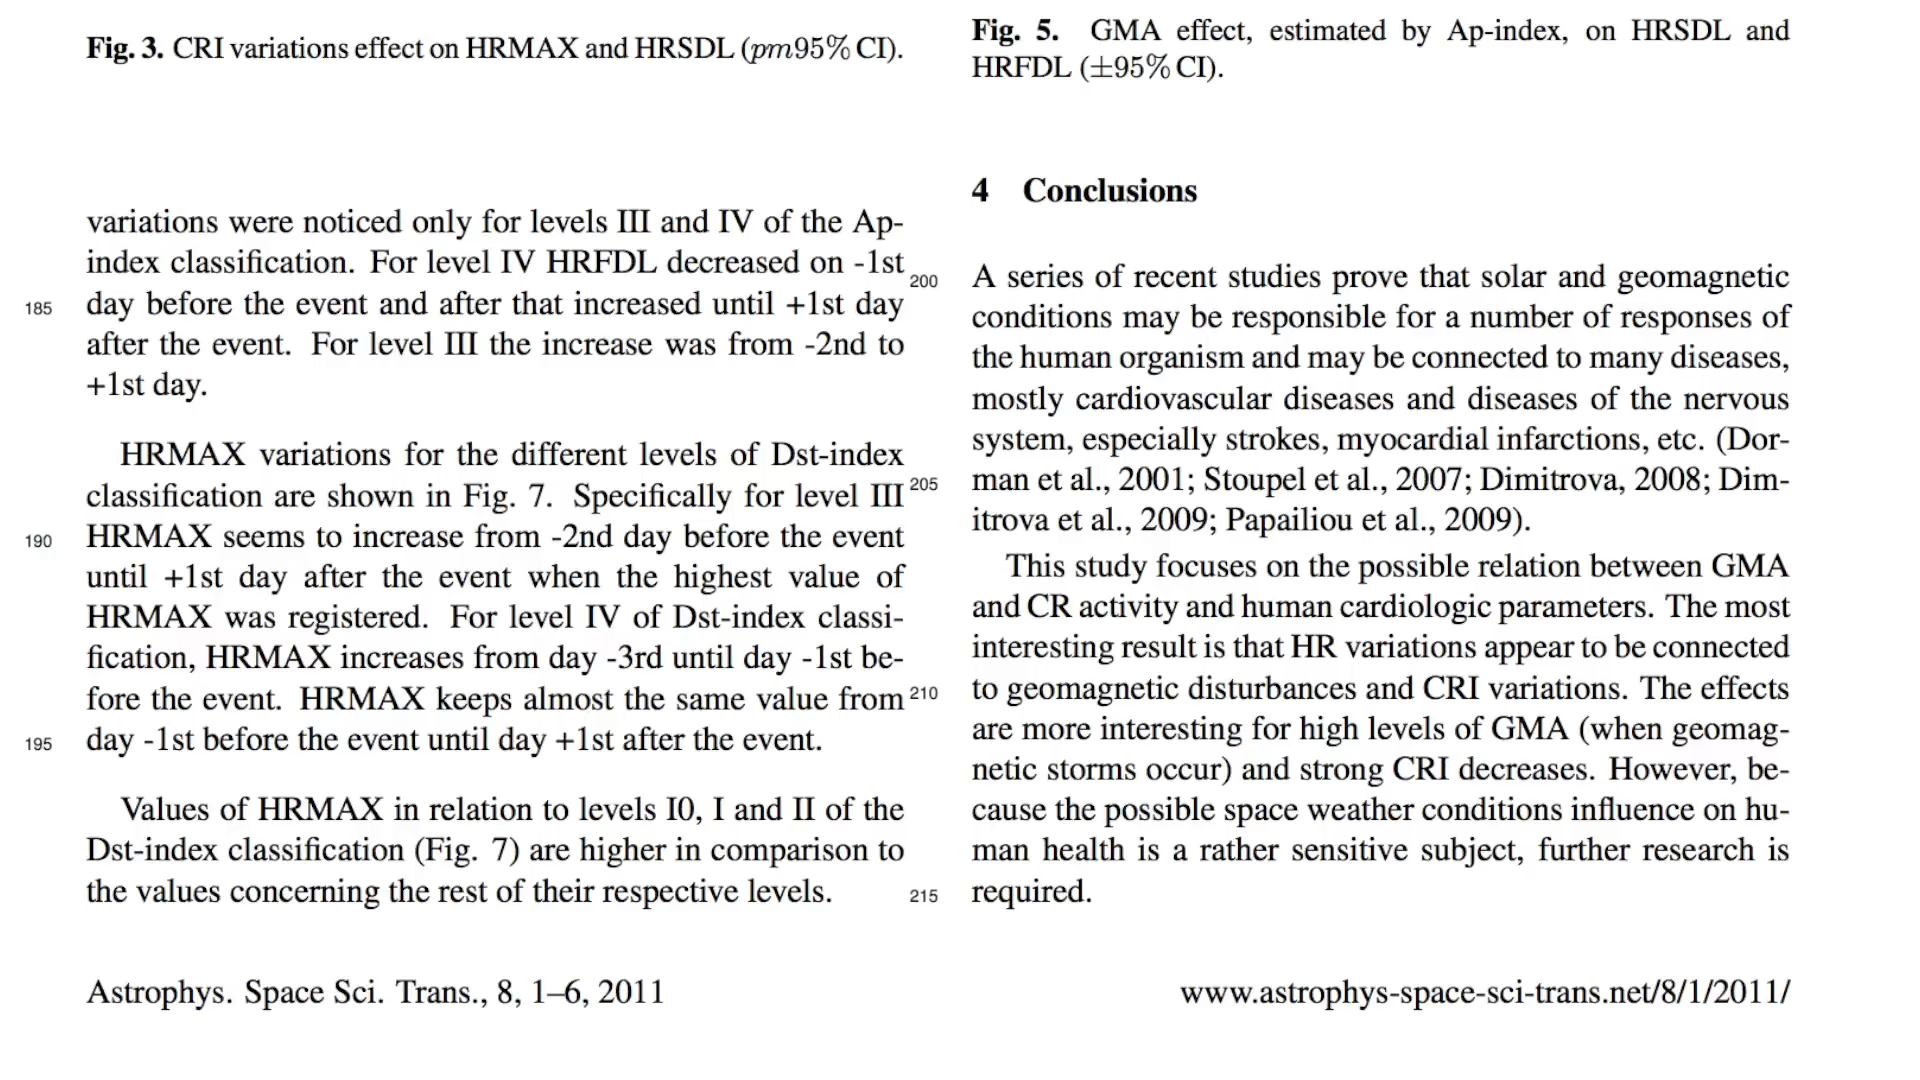 Fig. 3. CRI variations effect on HRMAX and HRSDL (pm95% CI).
variations were noticed only for levels III and IV of the Ap-
index classification. For level IV HRFDL decreased on -1st
185 day before the event and after that increased until +1st day
after the event. For level III the increase was from -2nd to
+1st day.
HRMAX variations for the different levels of Dst-index
classification are shown in Fig. 7. Specifically for level III
190 HRMAX seems to increase from -2nd day before the event
until +1st day after the event when the highest value of
HRMAX was registered. For level IV of Dst-index classi-
fication, HRMAX increases from day -3rd until day -1st be-
fore the event. HRMAX keeps almost the same value from
195 day -1st before the event until day +1st after the event.
Values of HRMAX in relation to levels I0, I and II of the
Dst-index classification (Fig. 7) are higher in comparison to
the values concerning the rest of their respective levels.
Fig. 5. GMA effect, estimated by Ap-index, on HRSDL and
HRFDL (±95% CI).
4 Conclusions
200 A series of recent studies prove that solar and geomagnetic
conditions may be responsible for a number of responses of
the human organism and may be connected to many diseases,
mostly cardiovascular diseases and diseases of the nervous
system, especially strokes, myocardial infarctions, etc. (Dor-
205 man et al., 2001; Stoupel et al., 2007; Dimitrova, 2008; Dim-
itrova et al., 2009; Papailiou et al., 2009).
This study focuses on the possible relation between GMA
and CR activity and human cardiologic parameters. The most
interesting result is that HR variations appear to be connected
210 to geomagnetic disturbances and CRI variations. The effects
are more interesting for high levels of GMA (when geomag-
netic storms occur) and strong CRI decreases. However, be-
cause the possible space weather conditions influence on hu-
man health is a rather sensitive subject, further research is
215 required.
Astrophys. Space Sci. Trans., 8, 1–6, 2011
www.astrophys-space-sci-trans.net/8/1/2011/